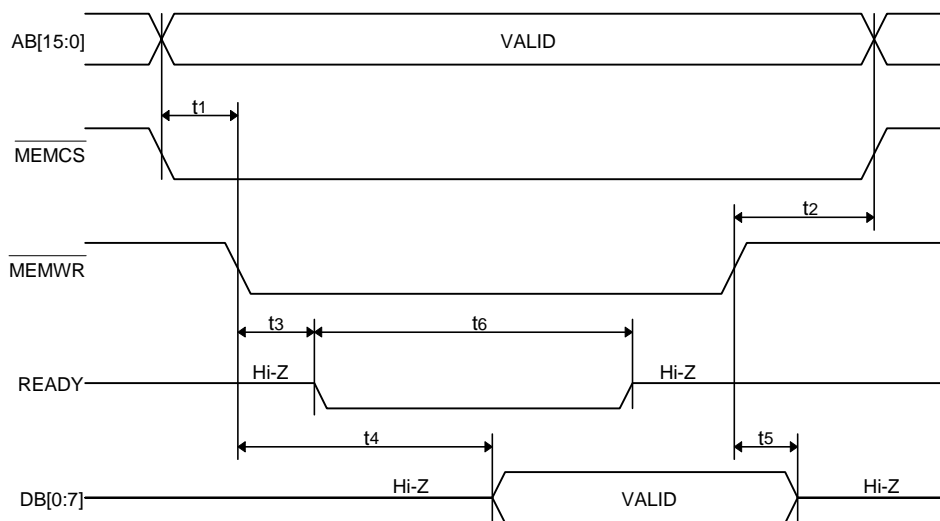 AB[15:0] VALID
t1
MEMCS
t2
MEMWR
t3 t6
READY Hi-Z Hi-Z
t4 t5
DB[0:7] Hi-Z VALID Hi-Z